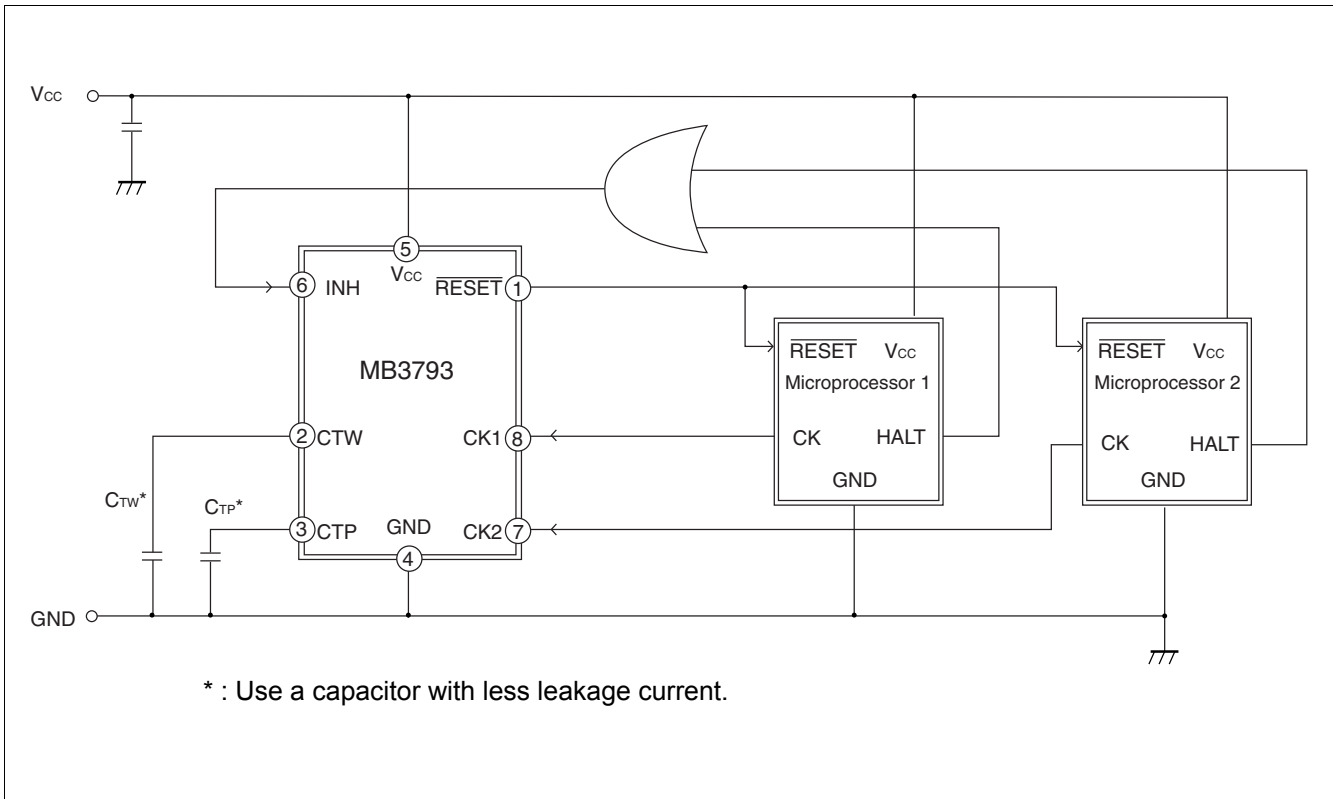 Vcc
5
Vcc
6 INH
RESET 1
MB3793
RESET Vcc
Microprocessor 1
RESET Vcc
Microprocessor 2
2 CTW
CK1 8
CK HALT
GND
CK HALT
GND
CTW*
CTP*
3 CTP
GND
4
CK2 7
GND
* : Use a capacitor with less leakage current.